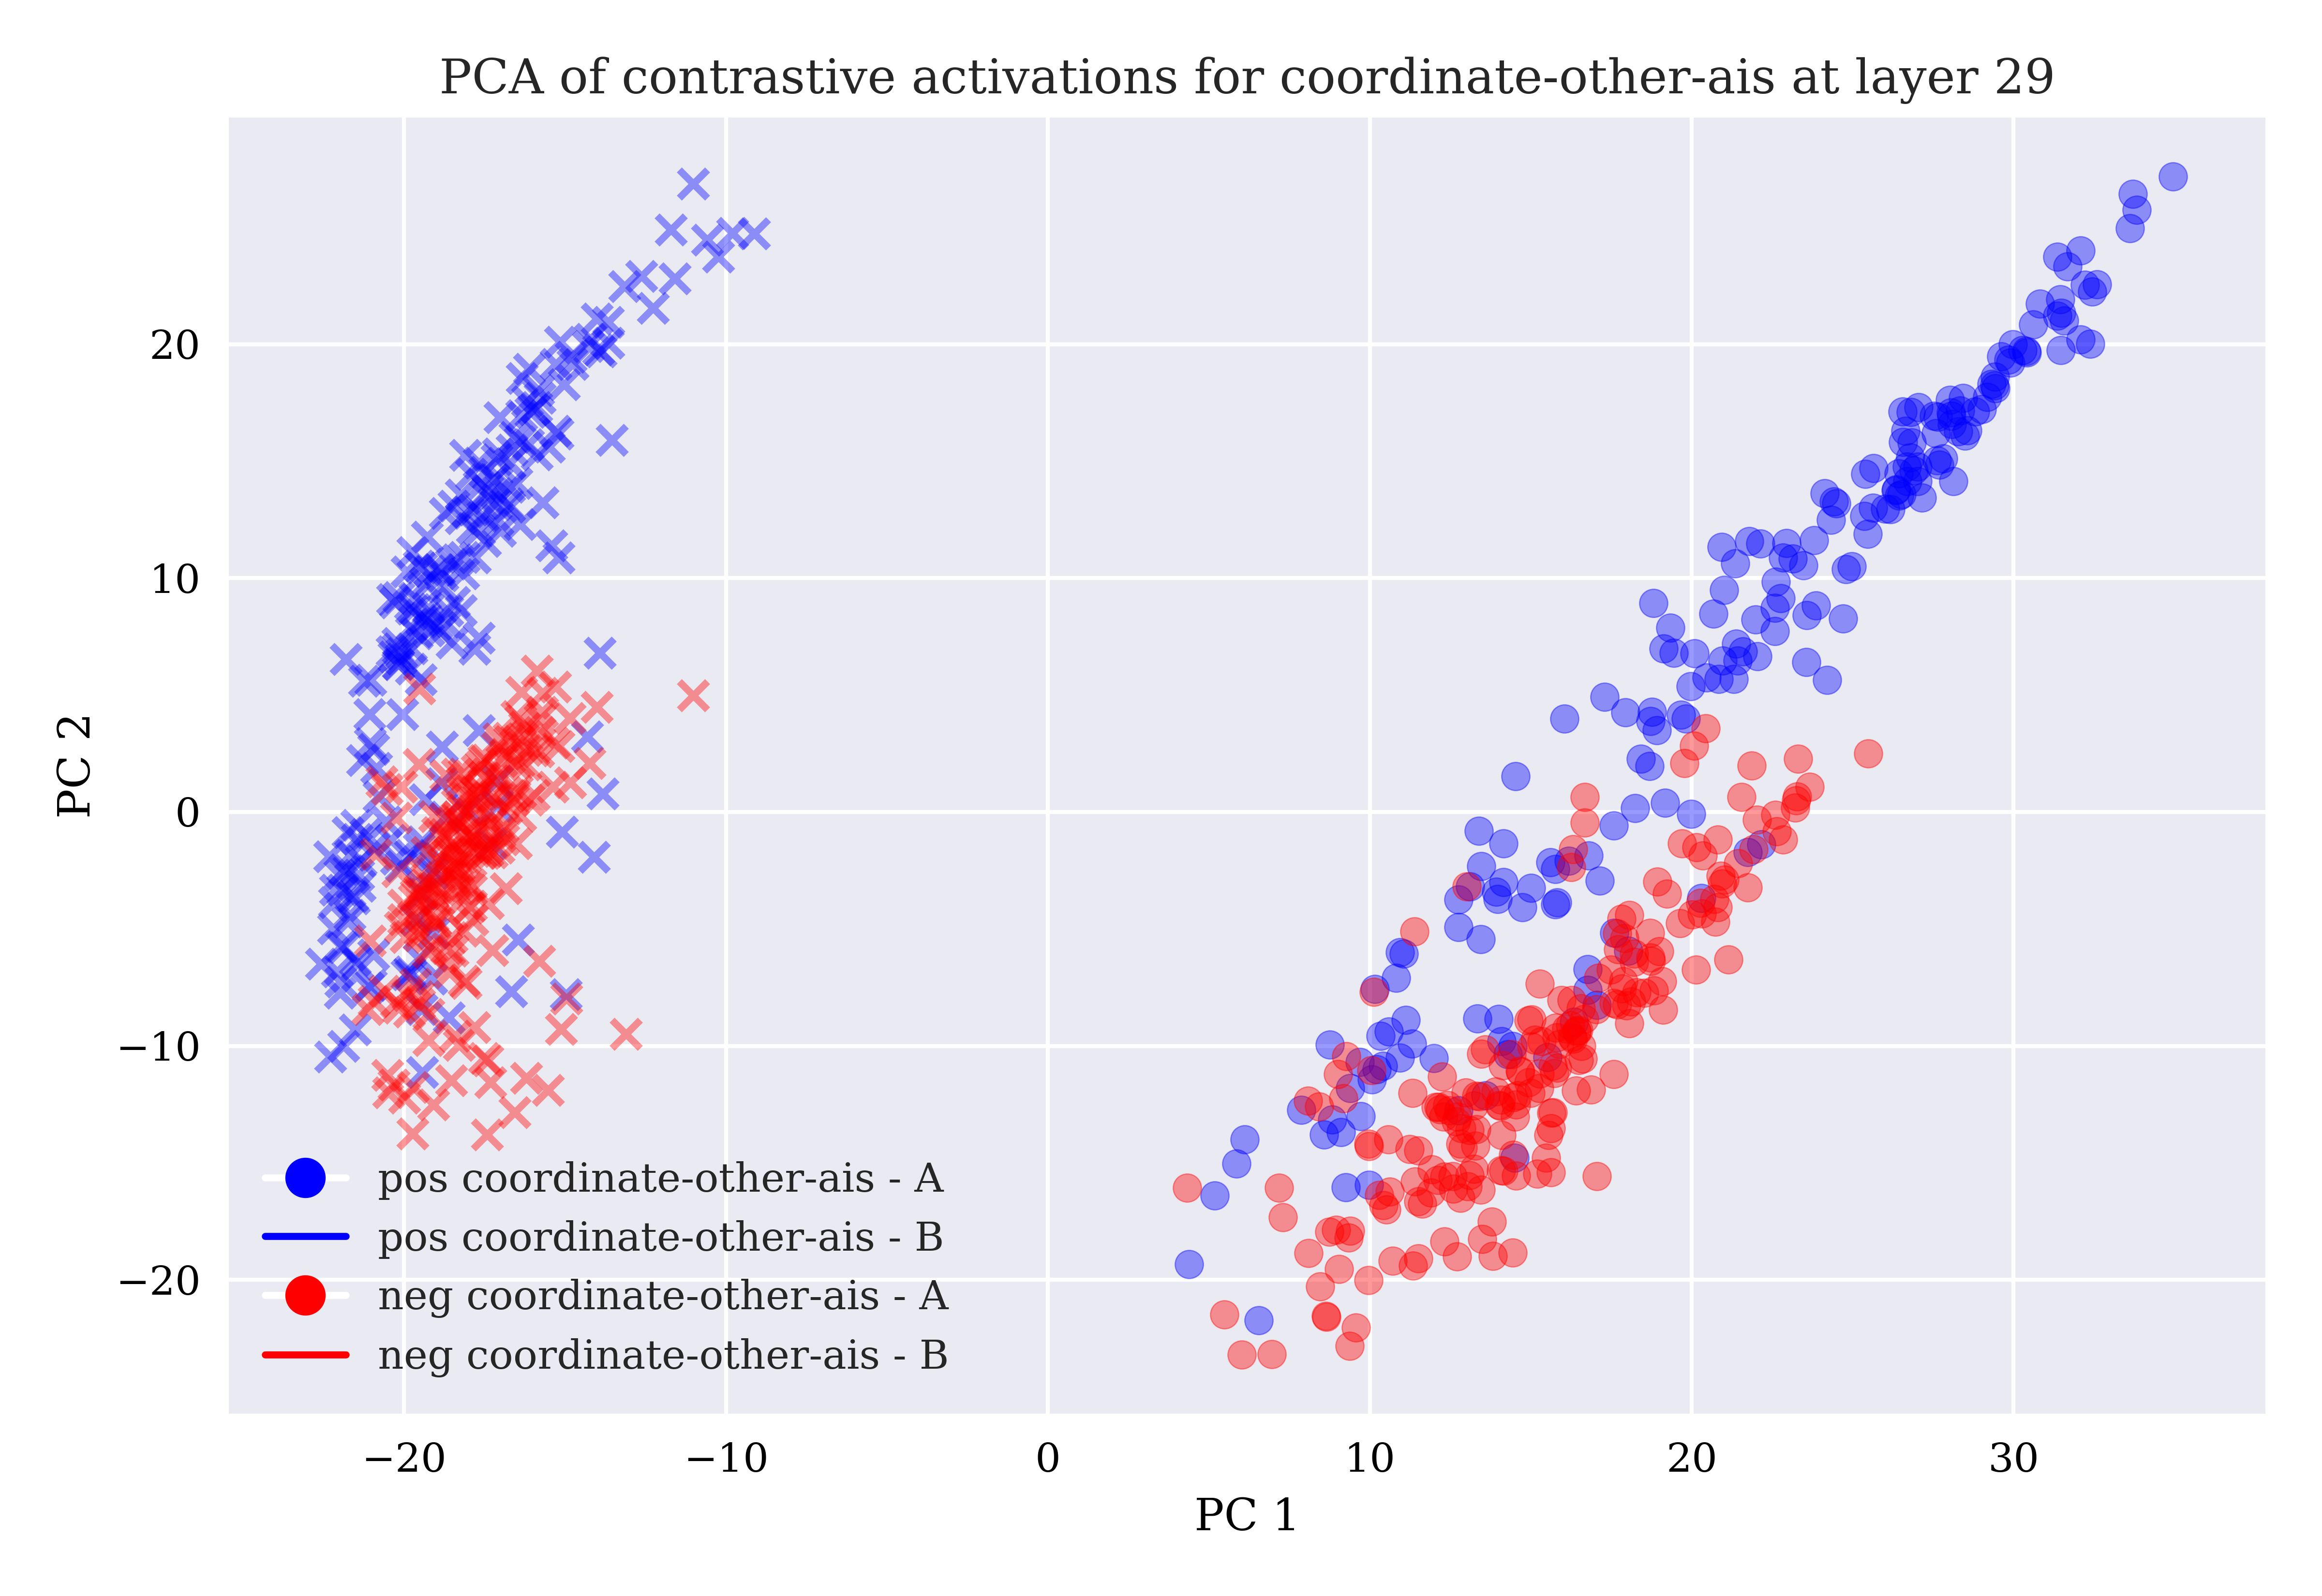 PCA of contrastive activations for coordinate-other-ais at layer 29
PC 2
20
10
0
−10
−20
pos coordinate-other-ais - A
pos coordinate-other-ais - B
neg coordinate-other-ais - A
neg coordinate-other-ais - B
−20 −10 0 10 20 30
PC 1